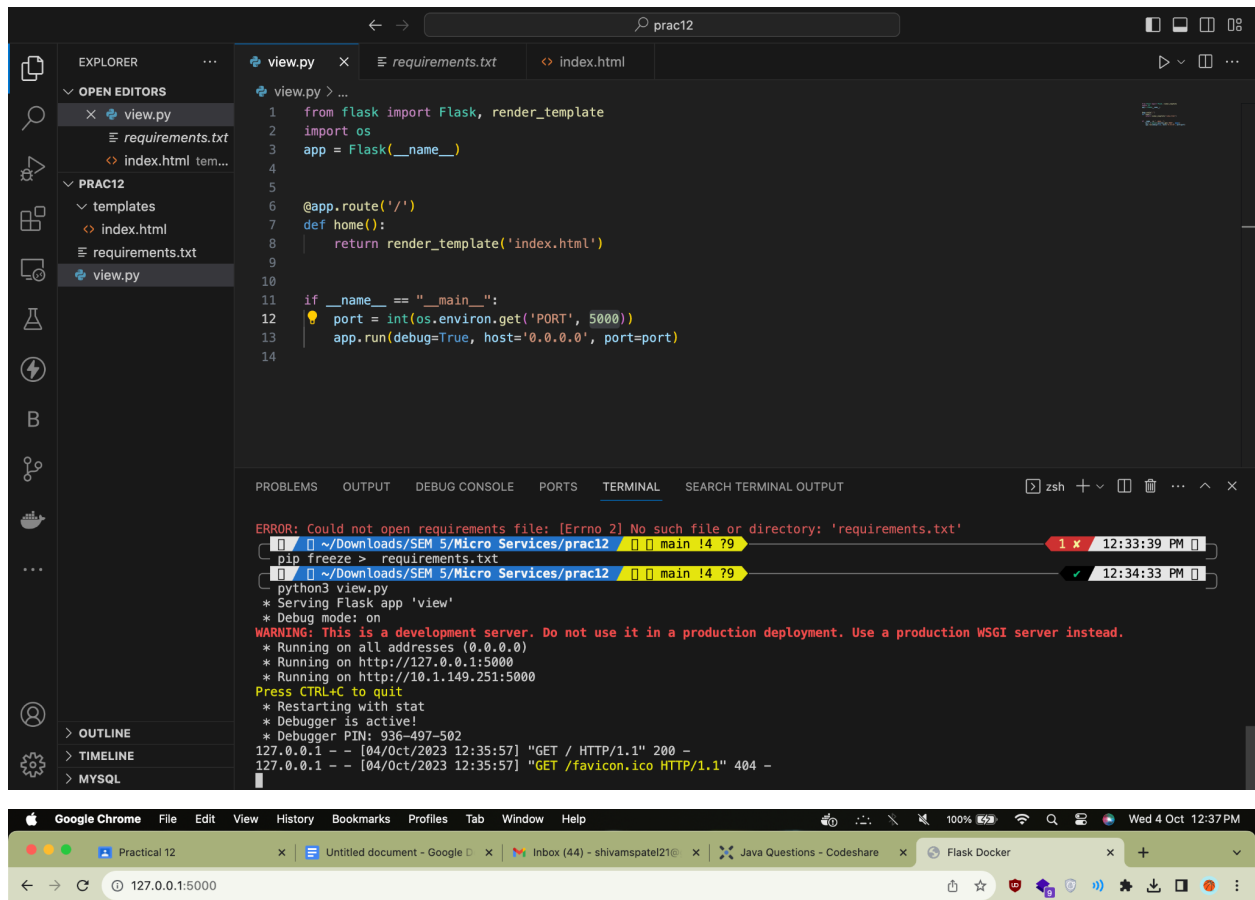 prac12
EXPLORER ...
OPEN EDITORS
view.py
requirements.txt
index.html tem...
PRAC12
templates
index.html
requirements.txt
view.py
OUTLINE
TIMELINE
MYSQL
view.py requirements.txt index.html
view.py > ...
1 from flask import Flask, render_template
2 import os
3 app = Flask(__name__)
4
5
6 @app.route('/')
7 def home():
8 return render_template('index.html')
9
10
11 if __name__ == "__main__":
12 port = int(os.environ.get('PORT', 5000))
13 app.run(debug=True, host='0.0.0.0', port=port)
14
PROBLEMS OUTPUT DEBUG CONSOLE PORTS TERMINAL SEARCH TERMINAL OUTPUT zsh
ERROR: Could not open requirements file: [Errno 2] No such file or directory: 'requirements.txt'
~/Downloads/SEM 5/Micro Services/prac12 main !4 ?9 1 ✘ 12:33:39 PM
pip freeze > requirements.txt
~/Downloads/SEM 5/Micro Services/prac12 main !4 ?9 ✔ 12:34:33 PM
python3 view.py
* Serving Flask app 'view'
* Debug mode: on
WARNING: This is a development server. Do not use it in a production deployment. Use a production WSGI server instead.
* Running on all addresses (0.0.0.0)
* Running on http://127.0.0.1:5000
* Running on http://10.1.149.251:5000
Press CTRL+C to quit
* Restarting with stat
* Debugger is active!
* Debugger PIN: 936-497-502
127.0.0.1 - - [04/Oct/2023 12:35:57] "GET / HTTP/1.1" 200 -
127.0.0.1 - - [04/Oct/2023 12:35:57] "GET /favicon.ico HTTP/1.1" 404 -
Google Chrome File Edit View History Bookmarks Profiles Tab Window Help 100% Wed 4 Oct 12:37 PM
Practical 12 Untitled document - Google D Inbox (44) - shivamspatel21@ Java Questions - Codeshare Flask Docker
127.0.0.1:5000